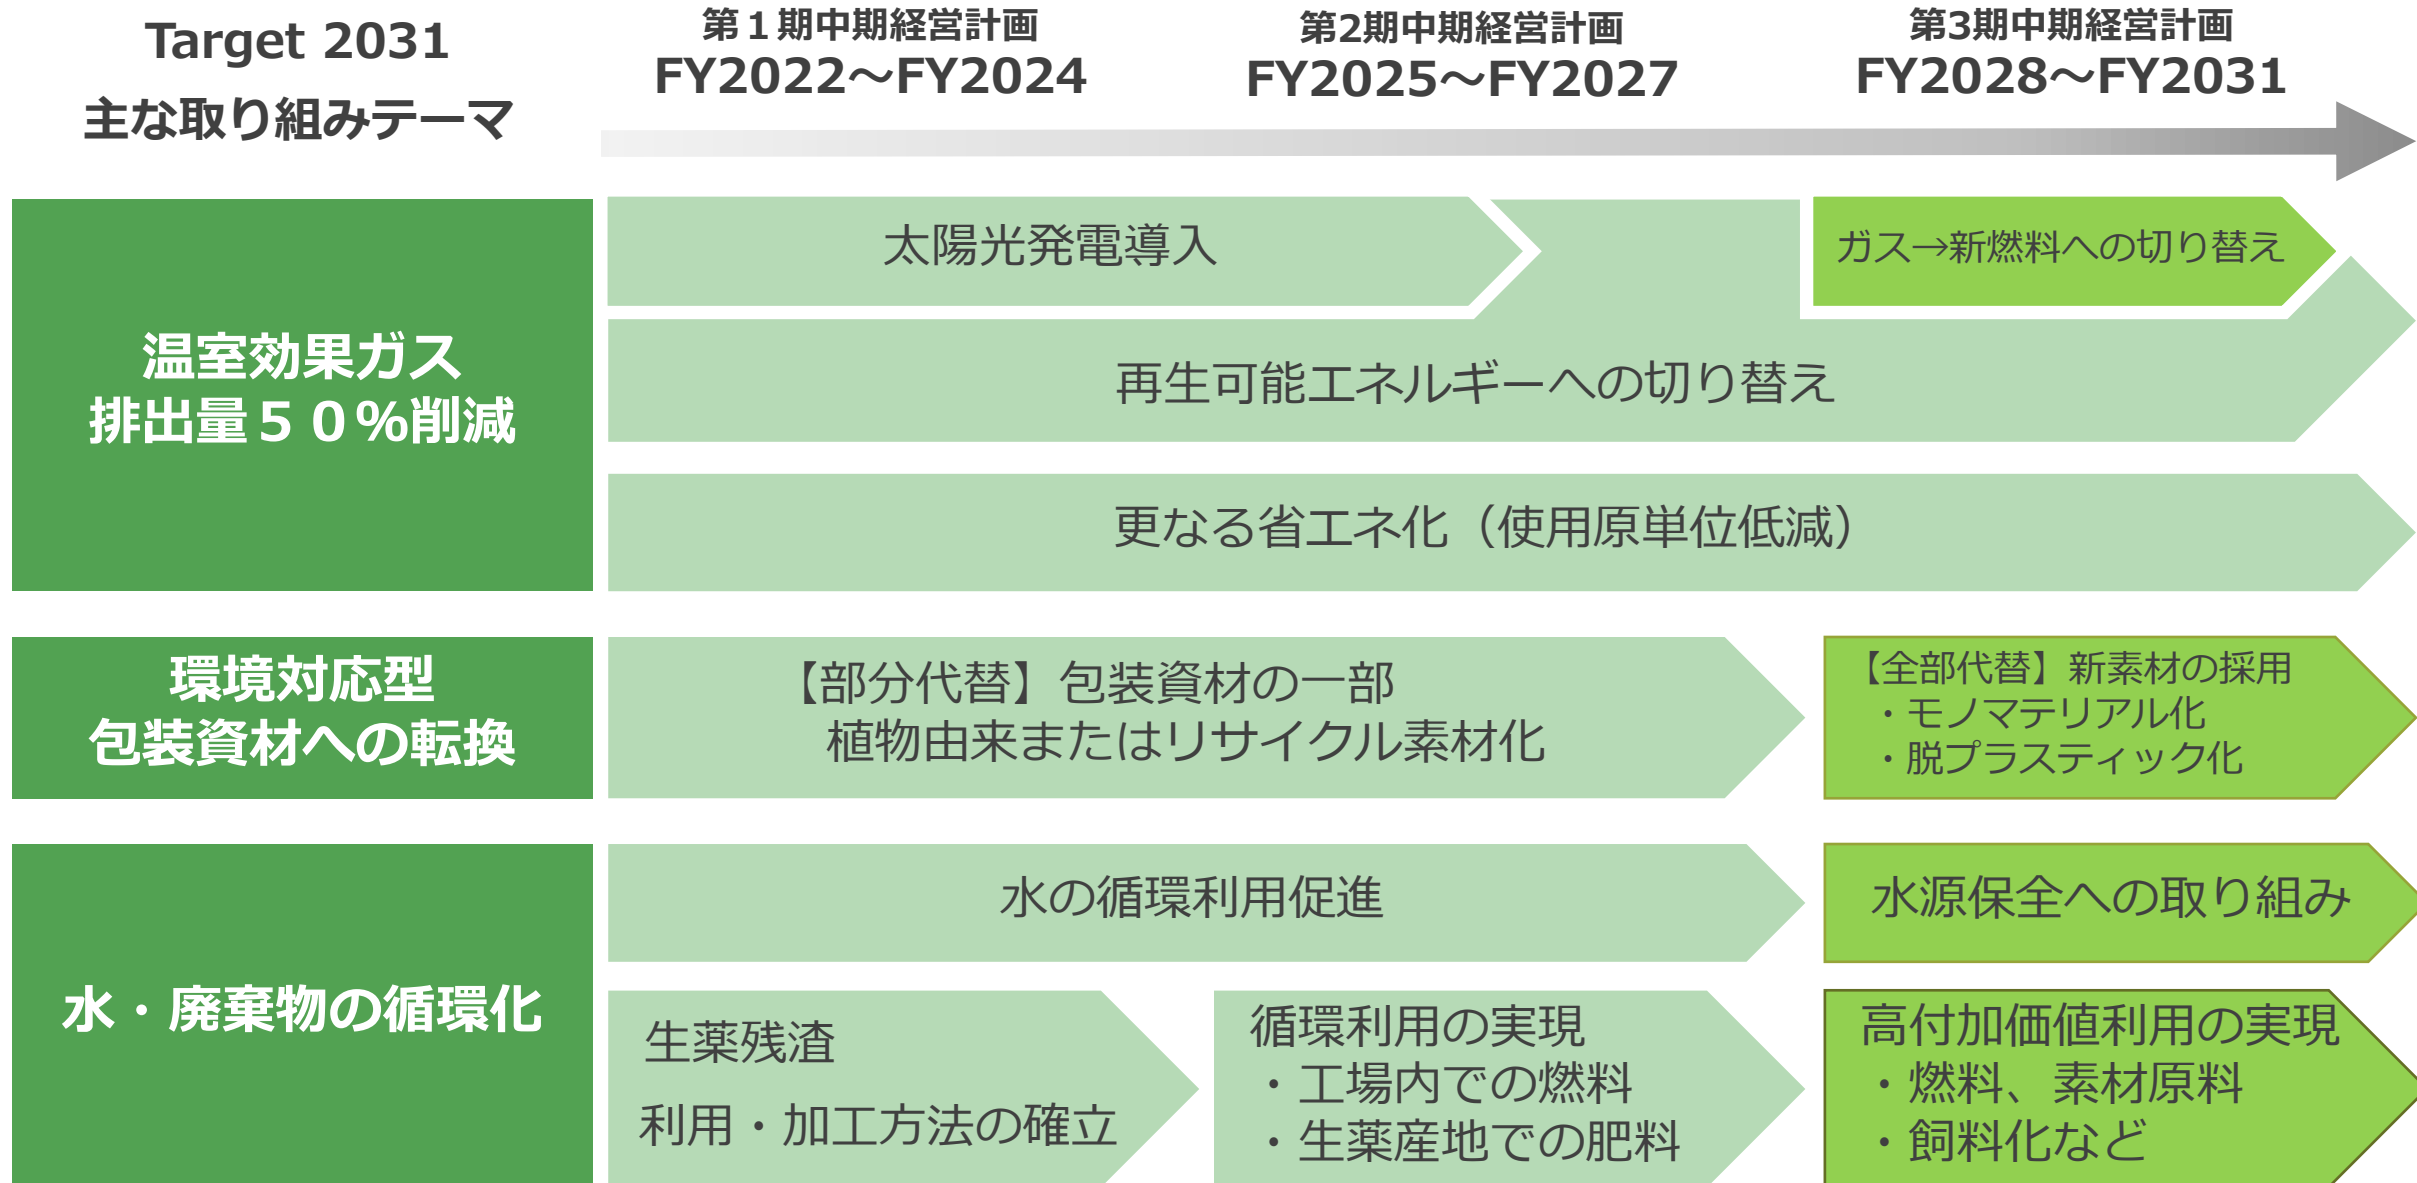 Target 2031
主な取り組みテーマ
第１期中期経営計画
FY2022～FY2024
第2期中期経営計画
FY2025～FY2027
第3期中期経営計画
FY2028～FY2031
温室効果ガス
排出量５０％削減
太陽光発電導入
ガス→新燃料への切り替え
再生可能エネルギーへの切り替え
更なる省エネ化（使用原単位低減）
環境対応型
包装資材への転換
【部分代替】包装資材の一部
植物由来またはリサイクル素材化
【全部代替】新素材の採用
・モノマテリアル化
・脱プラスティック化
水・廃棄物の循環化
水の循環利用促進
水源保全への取り組み
生薬残渣
利用・加工方法の確立
循環利用の実現
・工場内での燃料
・生薬産地での肥料
高付加価値利用の実現
・燃料、素材原料
・飼料化など